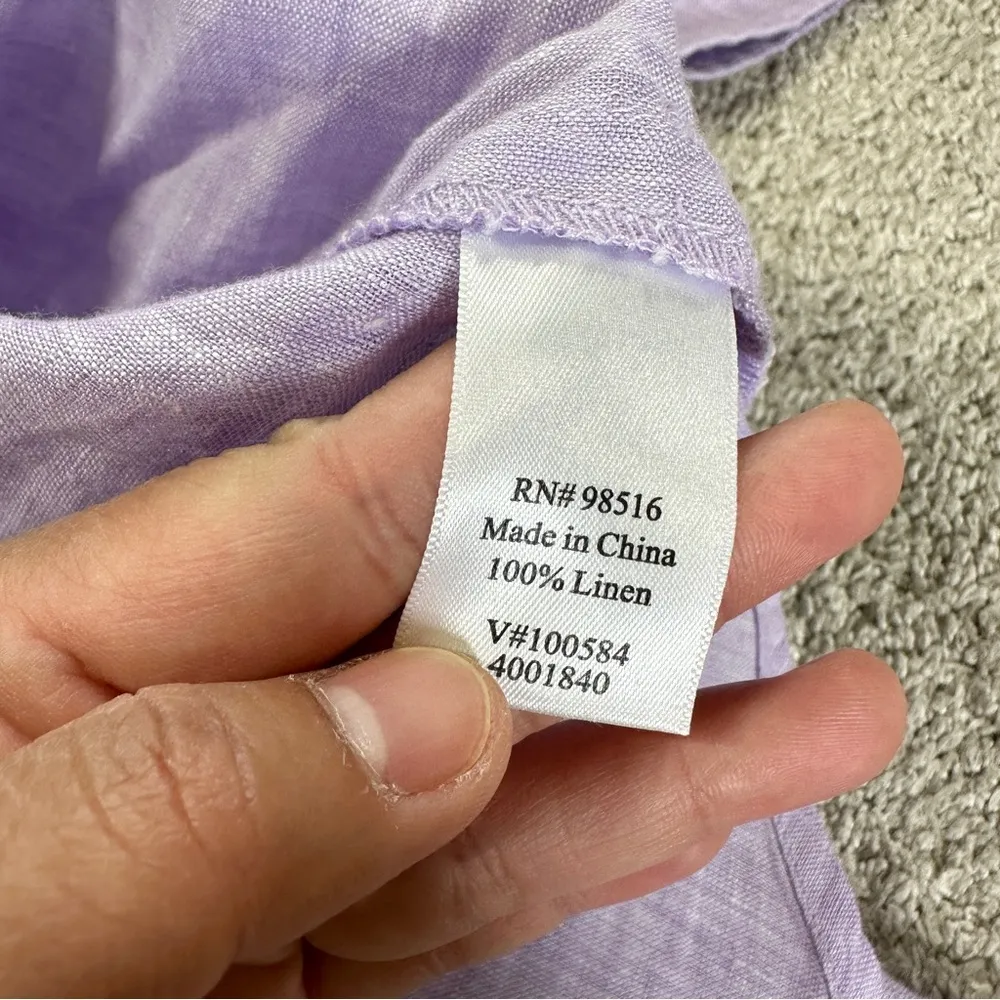 RN# 98516
Made in China
100% Linen
V#100584
4001840